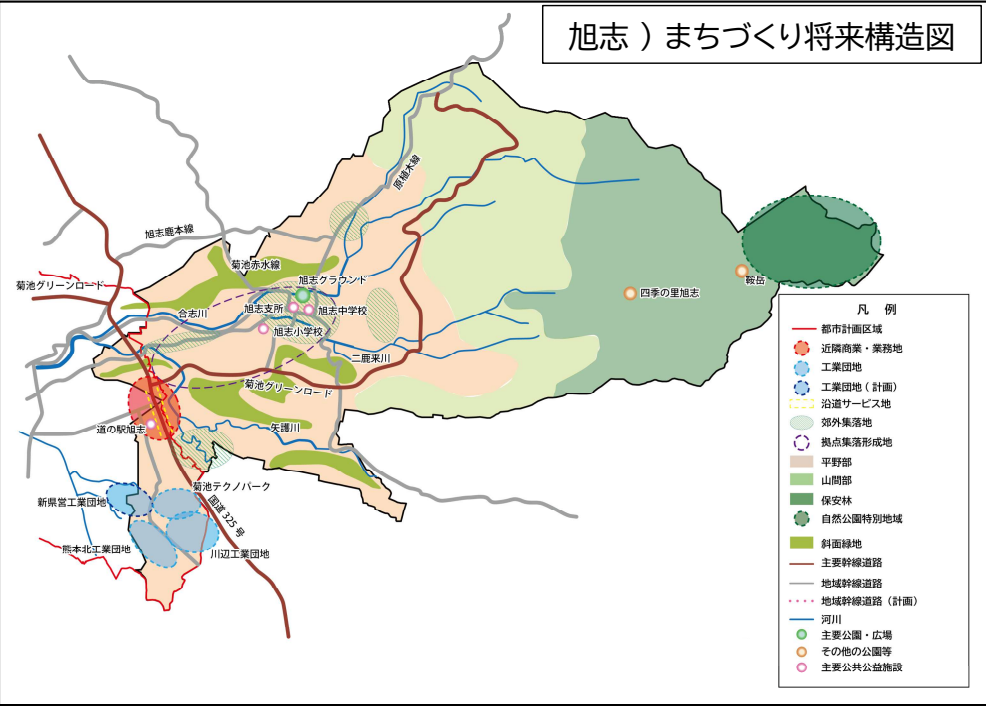 旭志 ) まちづくり将来構造図
原植木線
旭志鹿本線
菊池赤水線
菊池グリーンロード
旭志グラウンド
合志川
旭志支所
旭志中学校
旭志小学校
二鹿来川
菊池グリーンロード
道の駅旭志
矢護川
菊池テクノパーク
新県営工業団地
国道 325 号
熊本北工業団地
川辺工業団地
四季の里旭志
鞍岳
凡 例
都市計画区域
近隣商業・業務地
工業団地
工業団地 ( 計画 )
沿道サービス地
郊外集落地
拠点集落形成地
平野部
山間部
保安林
自然公園特別地域
斜面緑地
主要幹線道路
地域幹線道路
地域幹線道路（計画）
河川
主要公園・広場
その他の公園等
主要公共公益施設